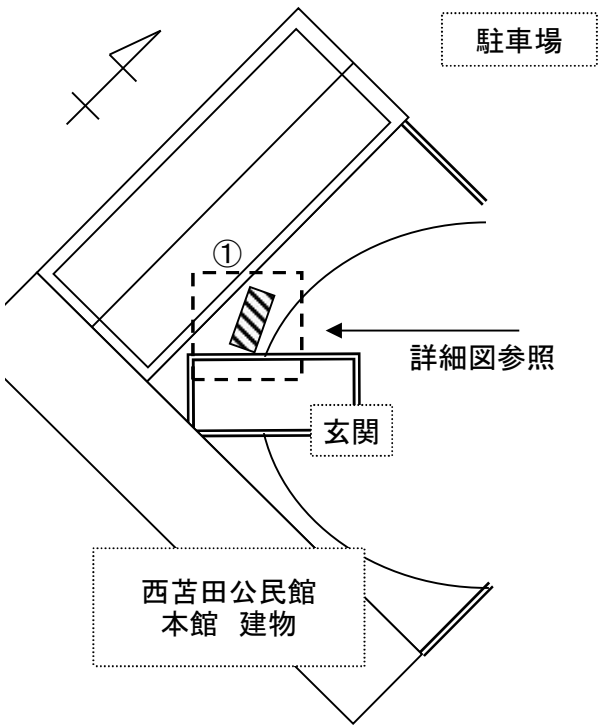 駐車場
①
詳細図参照
玄関
西苫田公民館
本館 建物